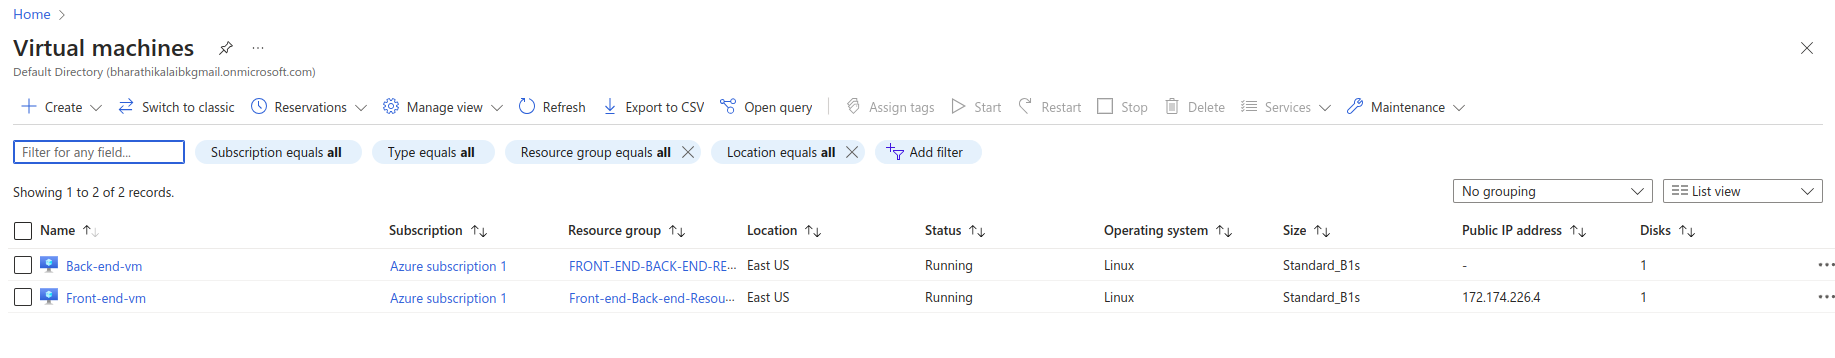 Home
Virtual machines
Default Directory (bharathikalaibkgmail.onmicrosoft.com)
Create Switch to classic Reservations Manage view Refresh Export to CSV Open query Assign tags Start Restart Stop Delete Services Maintenance
Filter for any field... Subscription equals all Type equals all Resource group equals all Location equals all Add filter
Showing 1 to 2 of 2 records. No grouping List view
Name Subscription Resource group Location Status Operating system Size Public IP address Disks
Back-end-vm Azure subscription 1 FRONT-END-BACK-END-RE... East US Running Linux Standard_B1s - 1
Front-end-vm Azure subscription 1 Front-end-Back-end-Resou... East US Running Linux Standard_B1s 172.174.226.4 1